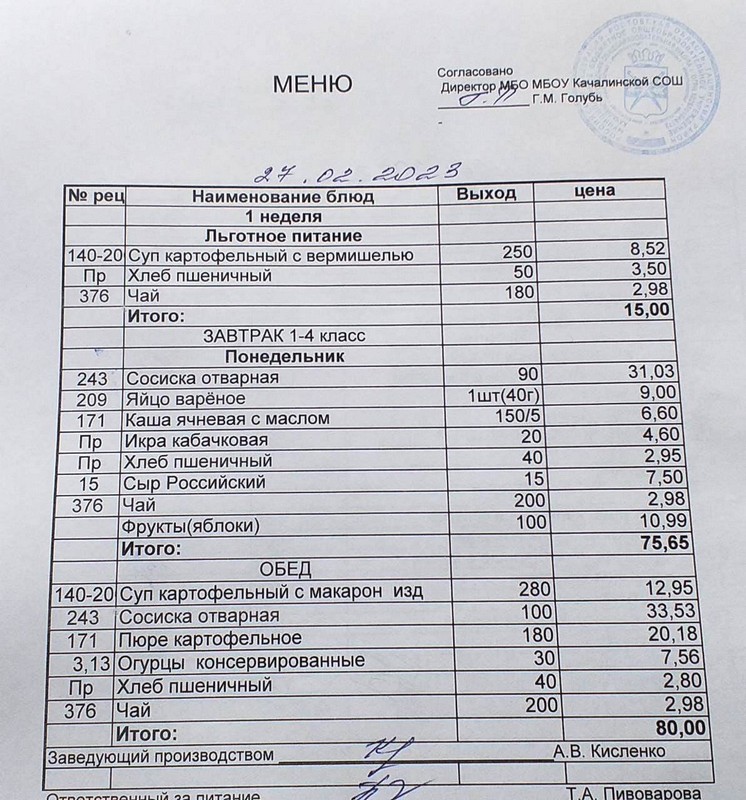 МЕНЮ
Согласовано
Директор МБО МБОУ Качалинской СОШ
Г.М. Голубь
27.02.2023
№ рец Наименование блюд Выход цена
1 неделя
Льготное питание
140-20 Суп картофельный с вермишелью 250 8,52
Пр Хлеб пшеничный 50 3,50
376 Чай 180 2,98
Итого: 15,00
ЗАВТРАК 1-4 класс
Понедельник
243 Сосиска отварная 90 31,03
209 Яйцо варёное 1шт(40г) 9,00
171 Каша ячневая с маслом 150/5 6,60
Пр Икра кабачковая 20 4,60
Пр Хлеб пшеничный 40 2,95
15 Сыр Российский 15 7,50
376 Чай 200 2,98
Фрукты(яблоки) 100 10,99
Итого: 75,65
ОБЕД
140-20 Суп картофельный с макарон изд 280 12,95
243 Сосиска отварная 100 33,53
171 Пюре картофельное 180 20,18
3,13 Огурцы консервированные 30 7,56
Пр Хлеб пшеничный 40 2,80
376 Чай 200 2,98
Итого: 80,00
Заведующий производством А.В. Кисленко
Ответственный за питание Т.А. Пивоварова